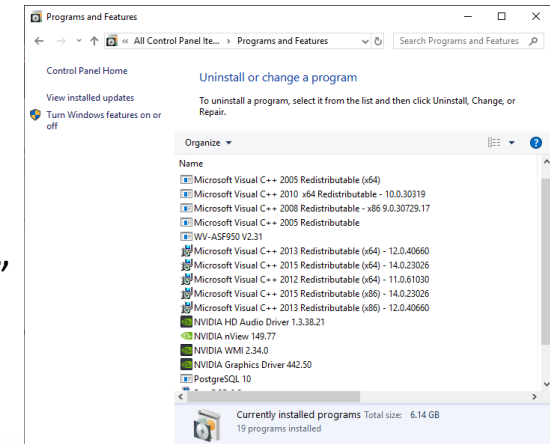 Programs and Features
« All Control Panel Ite... › Programs and Features
Search Programs and Features
Control Panel Home
View installed updates
Turn Windows features on or
off
Uninstall or change a program
To uninstall a program, select it from the list and then click Uninstall, Change, or
Repair.
Organize
Name
Microsoft Visual C++ 2005 Redistributable (x64)
Microsoft Visual C++ 2010 x64 Redistributable - 10.0.30319
Microsoft Visual C++ 2008 Redistributable - x86 9.0.30729.17
Microsoft Visual C++ 2005 Redistributable
WV-ASF950 V2.31
Microsoft Visual C++ 2013 Redistributable (x64) - 12.0.40660
Microsoft Visual C++ 2015 Redistributable (x64) - 14.0.23026
Microsoft Visual C++ 2012 Redistributable (x64) - 11.0.61030
Microsoft Visual C++ 2015 Redistributable (x86) - 14.0.23026
Microsoft Visual C++ 2013 Redistributable (x86) - 12.0.40660
NVIDIA HD Audio Driver 1.3.38.21
NVIDIA nView 149.77
NVIDIA WMI 2.34.0
NVIDIA Graphics Driver 442.50
PostgreSQL 10
Currently installed programs Total size: 6.14 GB
19 programs installed
”